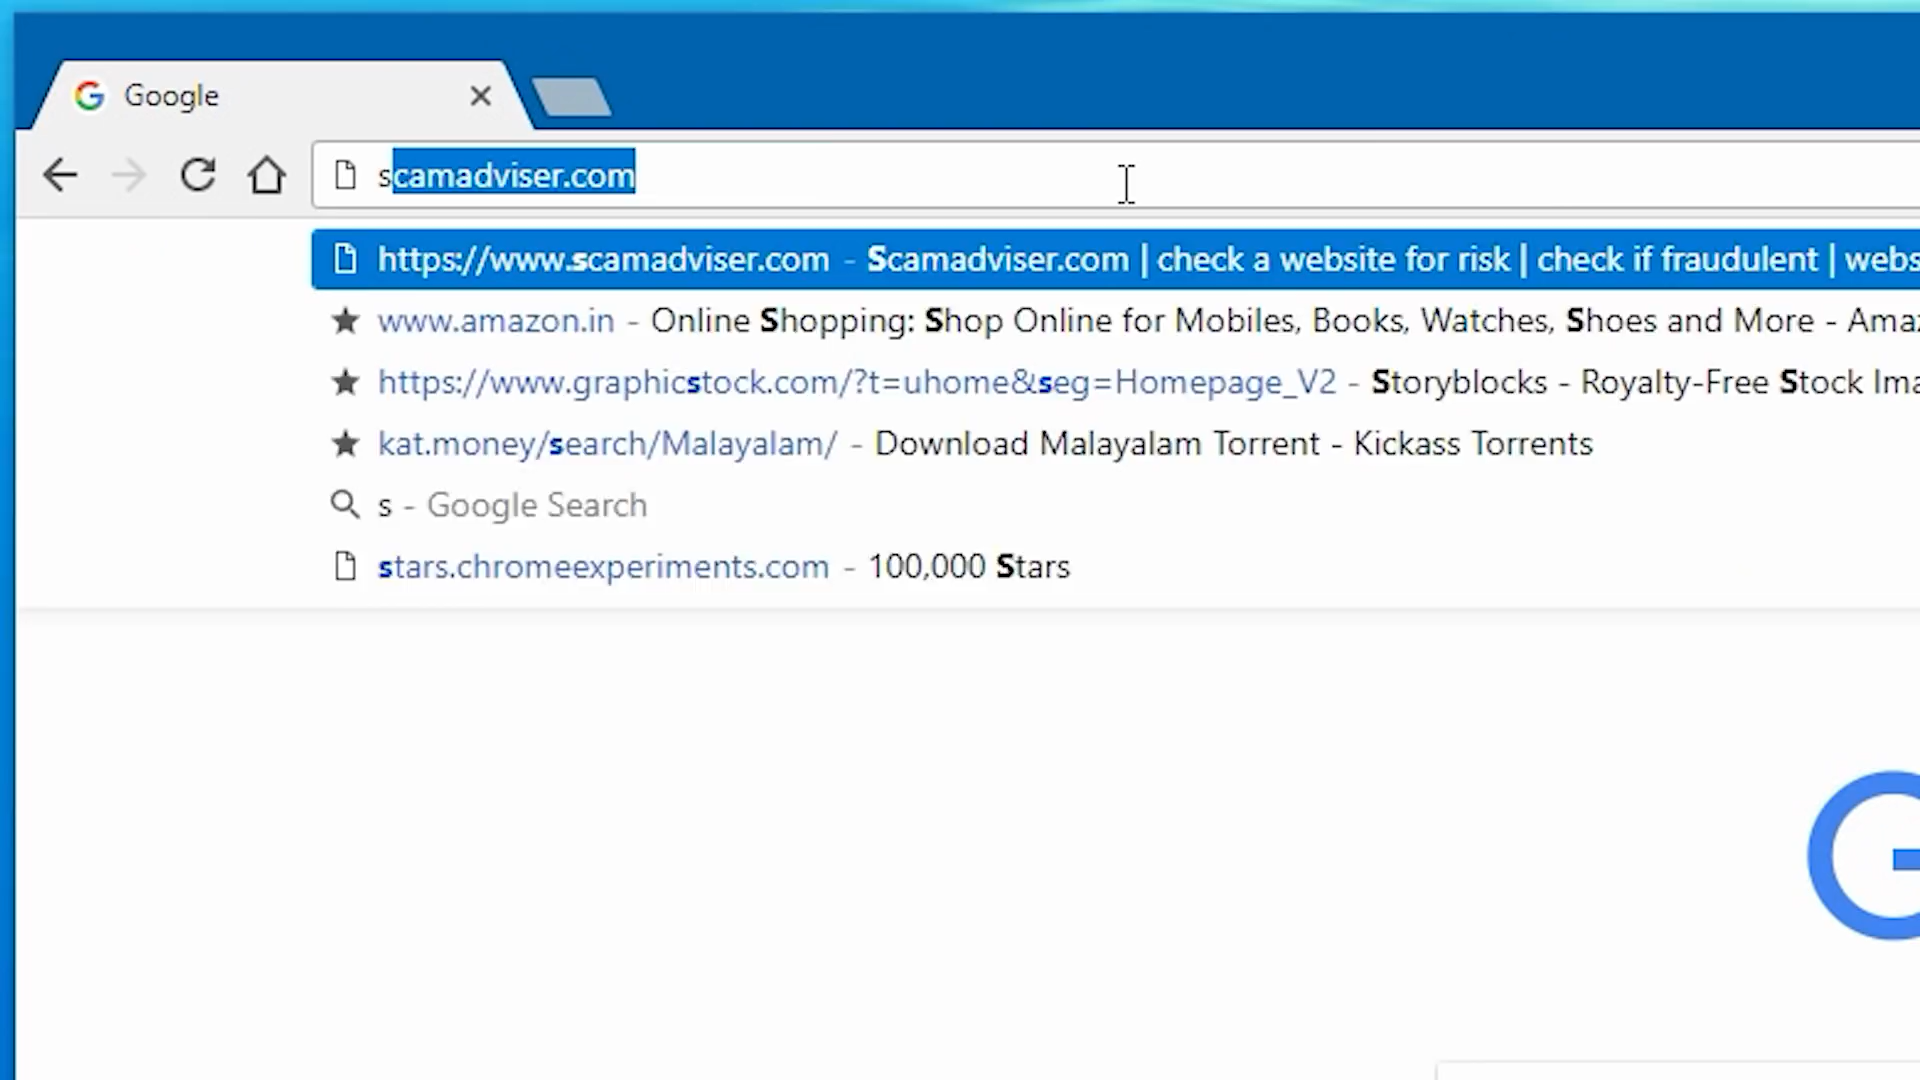 Google
scamadviser.com
https://www.scamadviser.com - Scamadviser.com | check a website for risk | check if fraudulent | webs
www.amazon.in - Online Shopping: Shop Online for Mobiles, Books, Watches, Shoes and More - Amaz
https://www.graphicstock.com/?t=uhome&seg=Homepage_V2 - Storyblocks - Royalty-Free Stock Ima
kat.money/search/Malayalam/ - Download Malayalam Torrent - Kickass Torrents
s - Google Search
stars.chromeexperiments.com - 100,000 Stars
G